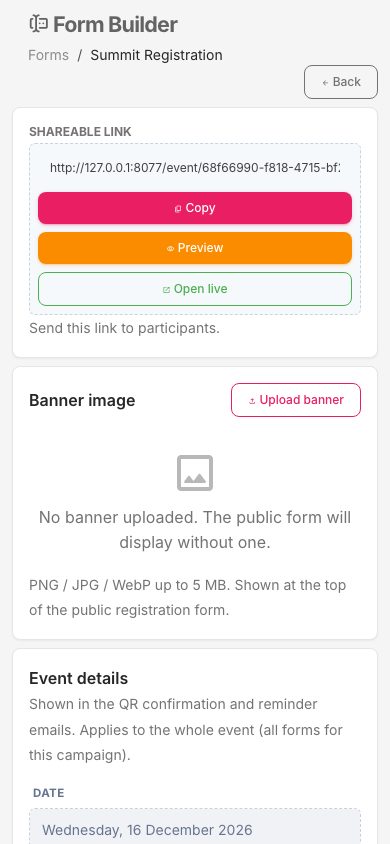 Form Builder
Forms / Summit Registration
Back
SHAREABLE LINK
http://127.0.0.1:8077/event/68f66990-f818-4715-bf
Copy
Preview
Open live
Send this link to participants.
Banner image
Upload banner
No banner uploaded. The public form will
display without one.
PNG / JPG / WebP up to 5 MB. Shown at the top
of the public registration form.
Event details
Shown in the QR confirmation and reminder
emails. Applies to the whole event (all forms for
this campaign).
DATE
Wednesday, 16 December 2026